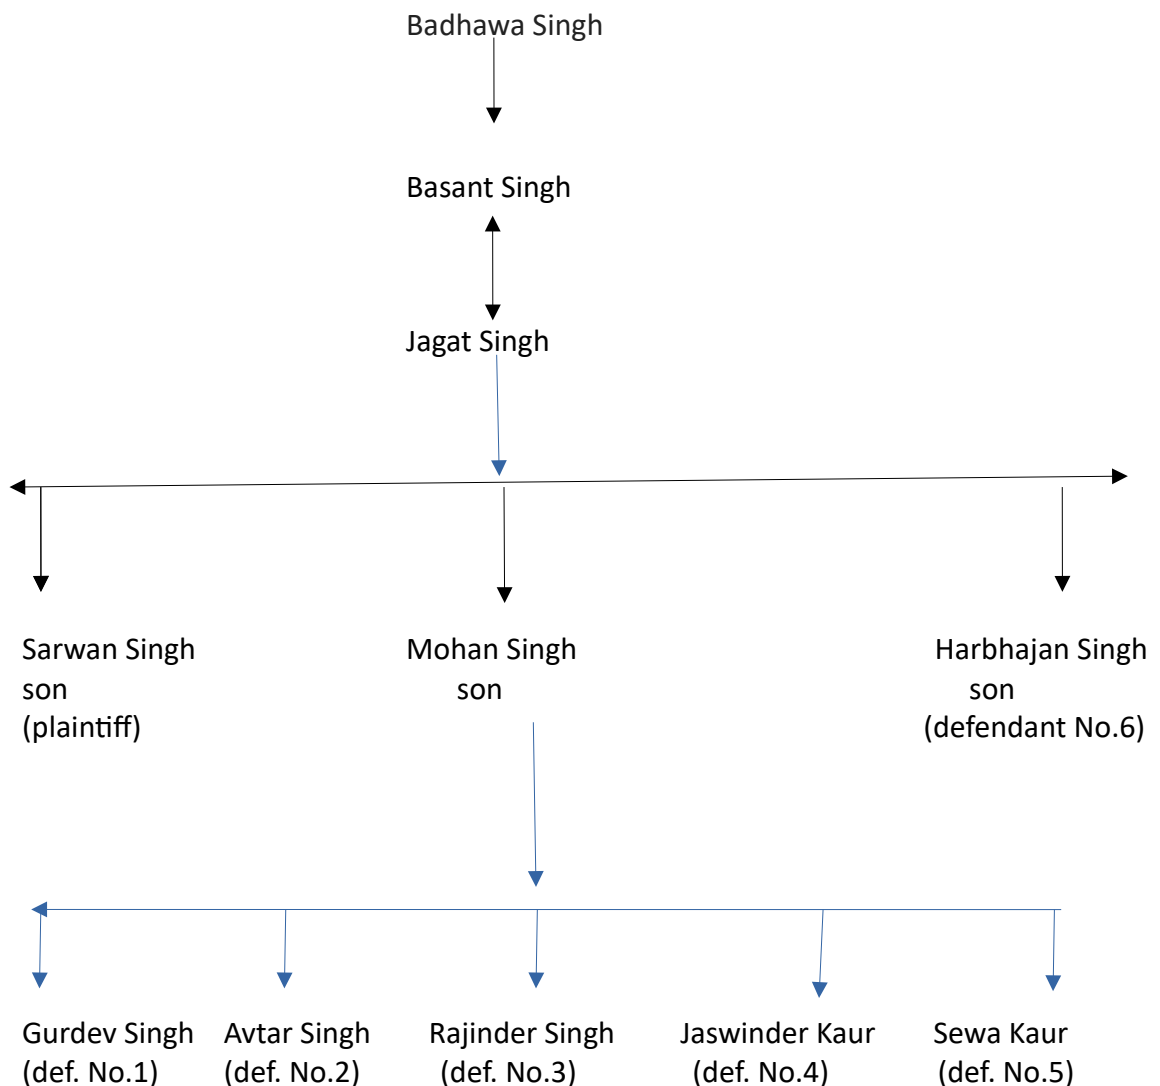 Badhawa Singh
Basant Singh
Jagat Singh
Sarwan Singh Mohan Singh Harbhajan Singh
son son son
(plaintiff) (defendant No.6)
Gurdev Singh Avtar Singh Rajinder Singh Jaswinder Kaur Sewa Kaur
(def. No.1) (def. No.2) (def. No.3) (def. No.4) (def. No.5)